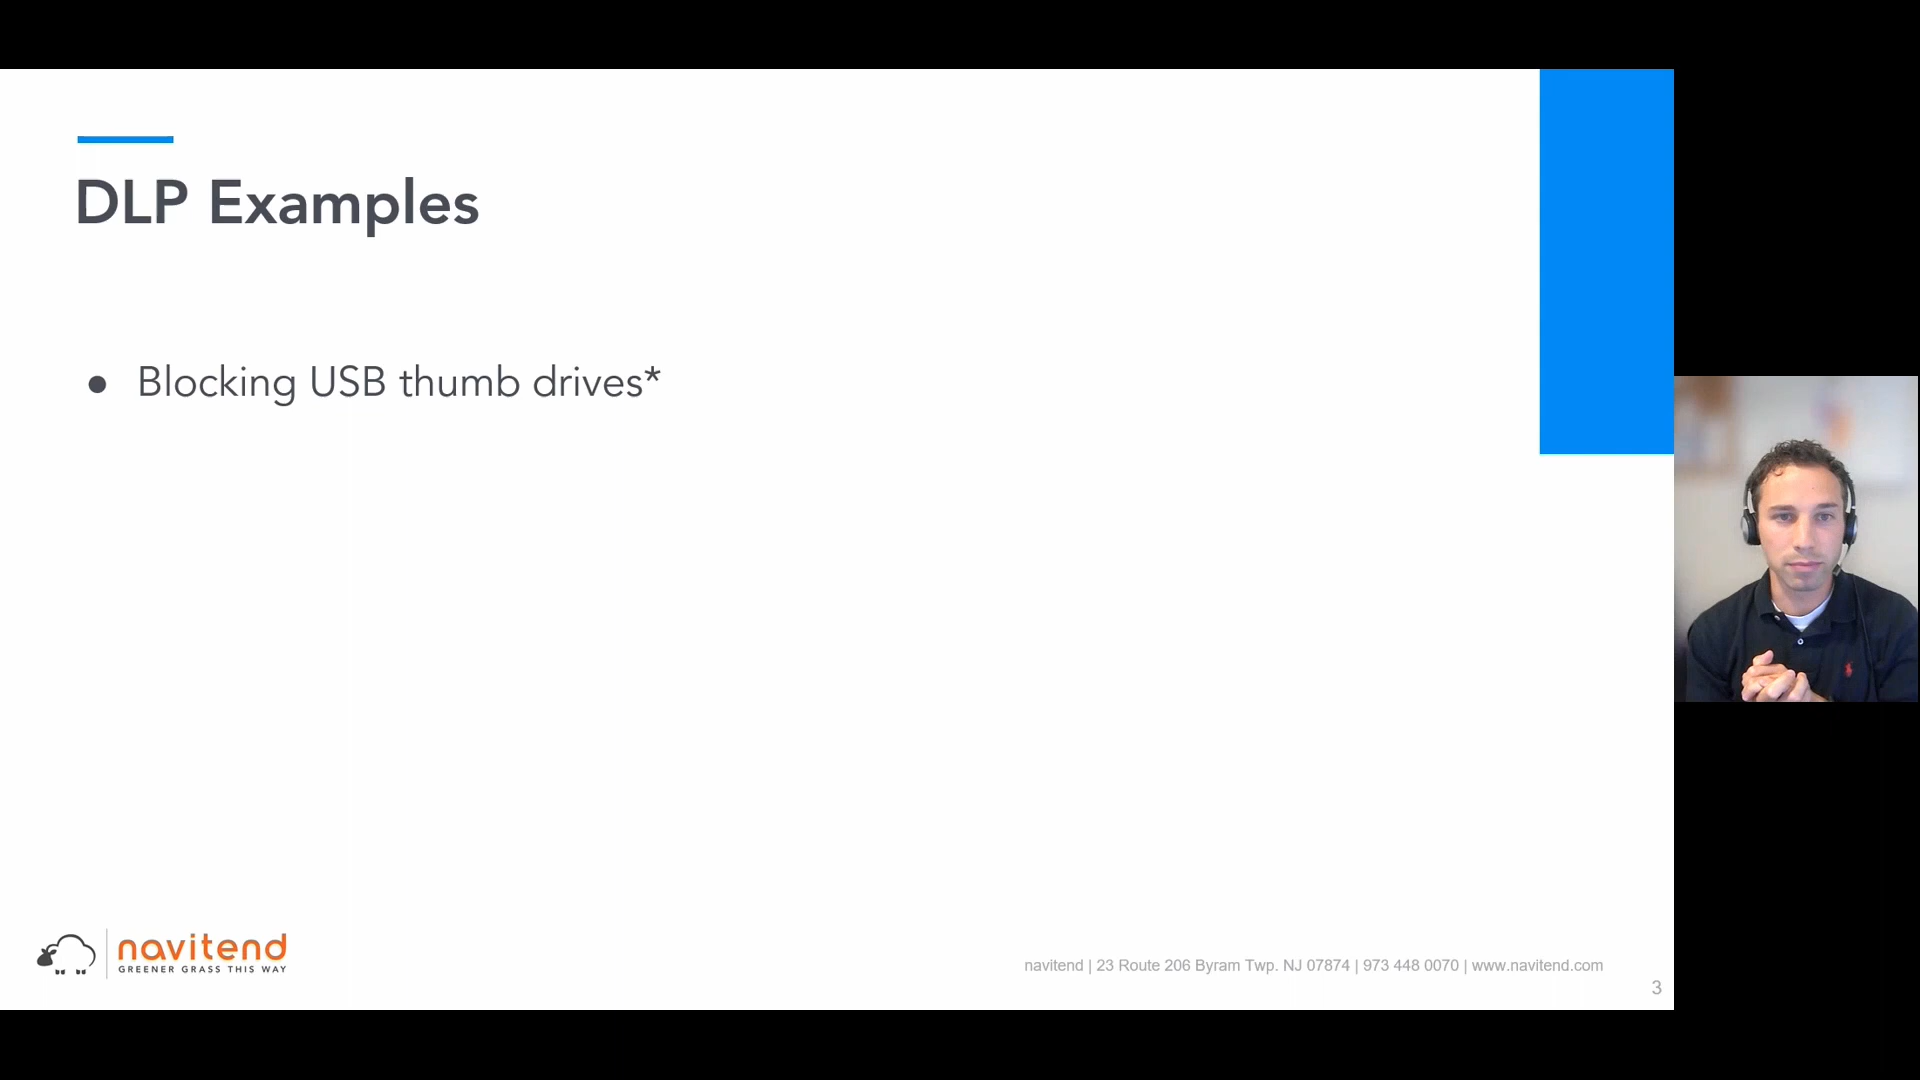 DLP Examples
● Blocking USB thumb drives*
navitend
GREENER GRASS THIS WAY
navitend | 23 Route 206 Byram Twp. NJ 07874 | 973 448 0070 | www.navitend.com
3